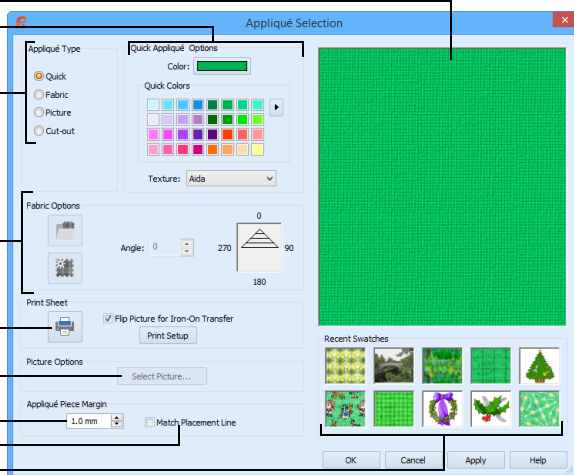 Appliqué Selection
Appliqué Type
Quick
Fabric
Picture
Cut-out
Quick Appliqué Options
Color:
Quick Colors
Texture: Aida
Fabric Options
Angle: 0
0
270
90
180
Print Sheet
Flip Picture for Iron-On Transfer
Print Setup
Picture Options
Select Picture...
Appliqué Piece Margin
1.0 mm
Match Placement Line
Recent Swatches
OK Cancel Apply Help